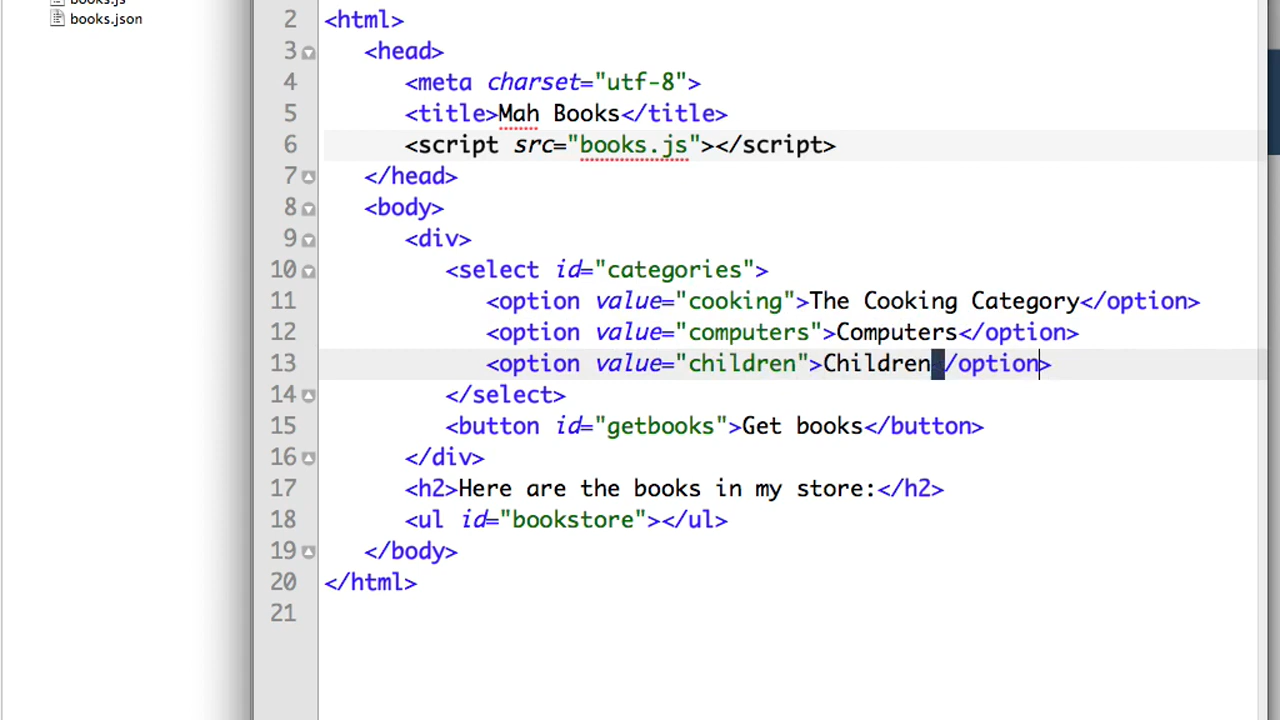 books.js
books.json
2 <html>
3 <head>
4 <meta charset="utf-8">
5 <title>Mah Books</title>
6 <script src="books.js"></script>
7 </head>
8 <body>
9 <div>
10 <select id="categories">
11 <option value="cooking">The Cooking Category</option>
12 <option value="computers">Computers</option>
13 <option value="children">Children</option>
14 </select>
15 <button id="getbooks">Get books</button>
16 </div>
17 <h2>Here are the books in my store:</h2>
18 <ul id="bookstore"></ul>
19 </body>
20 </html>
21